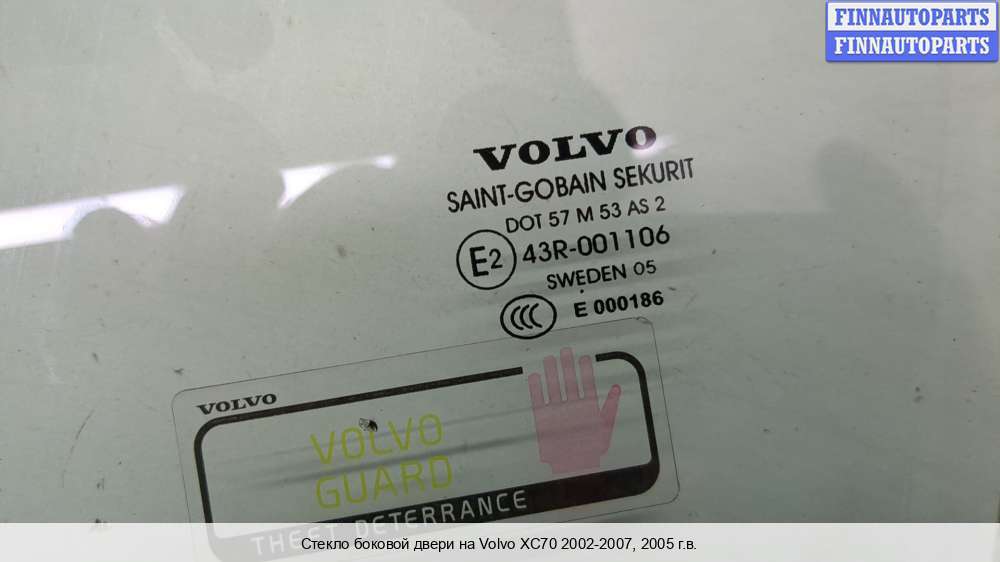 FINNAUTOPARTS
FINNAUTOPARTS
VOLVO
SAINT-GOBAIN SEKURIT
DOT 57 M 53 AS 2
E2 43R-001106
SWEDEN 05
CCC E 000186
VOLVO
VOLVO
GUARD
THEFT DETERRANCE
Стекло боковой двери на Volvo XC70 2002-2007, 2005 г.в.